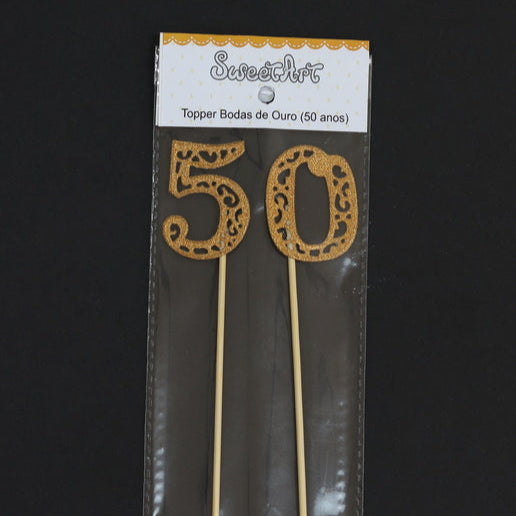 SweetArt
Topper Bodas de Ouro (50 anos)
50